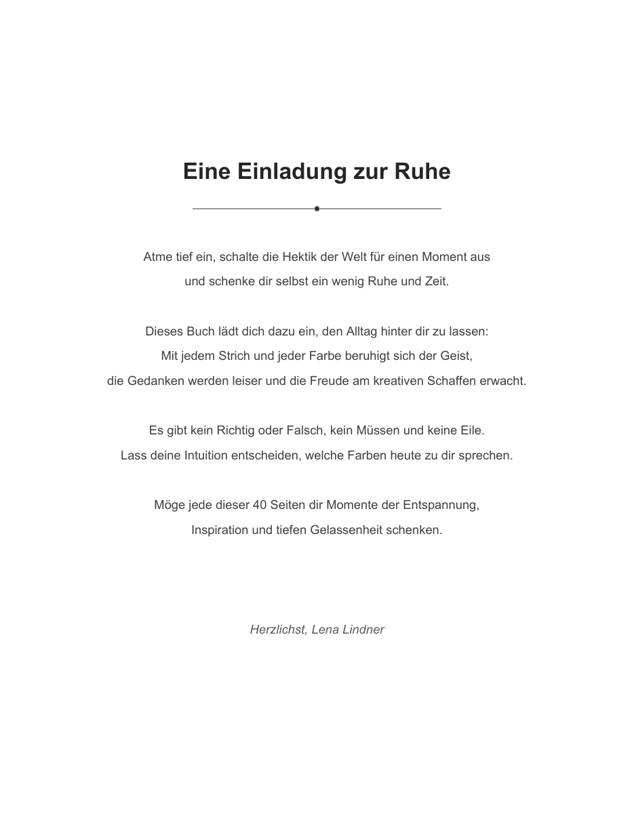 Eine Einladung zur Ruhe
Atme tief ein, schalte die Hektik der Welt für einen Moment aus
und schenke dir selbst ein wenig Ruhe und Zeit.
Dieses Buch lädt dich dazu ein, den Alltag hinter dir zu lassen:
Mit jedem Strich und jeder Farbe beruhigt sich der Geist,
die Gedanken werden leiser und die Freude am kreativen Schaffen erwacht.
Es gibt kein Richtig oder Falsch, kein Müssen und keine Eile.
Lass deine Intuition entscheiden, welche Farben heute zu dir sprechen.
Möge jede dieser 40 Seiten dir Momente der Entspannung,
Inspiration und tiefen Gelassenheit schenken.
Herzlichst, Lena Lindner